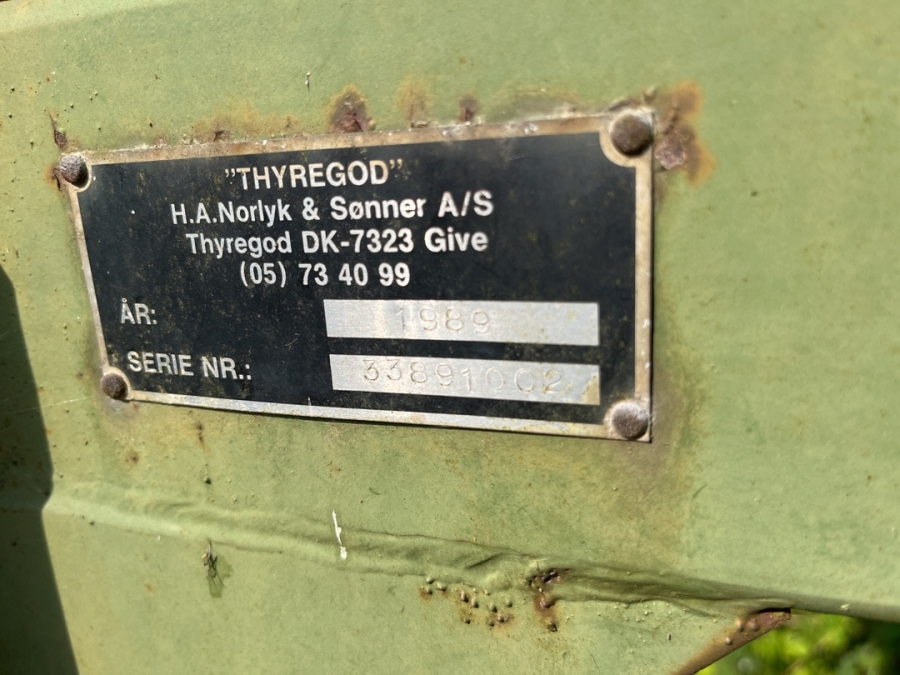 "THYREGOD"
H.A.Norlyk & Sønner A/S
Thyregod DK-7323 Give
(05) 73 40 99
ÅR: 1989
SERIE NR.: 33891002